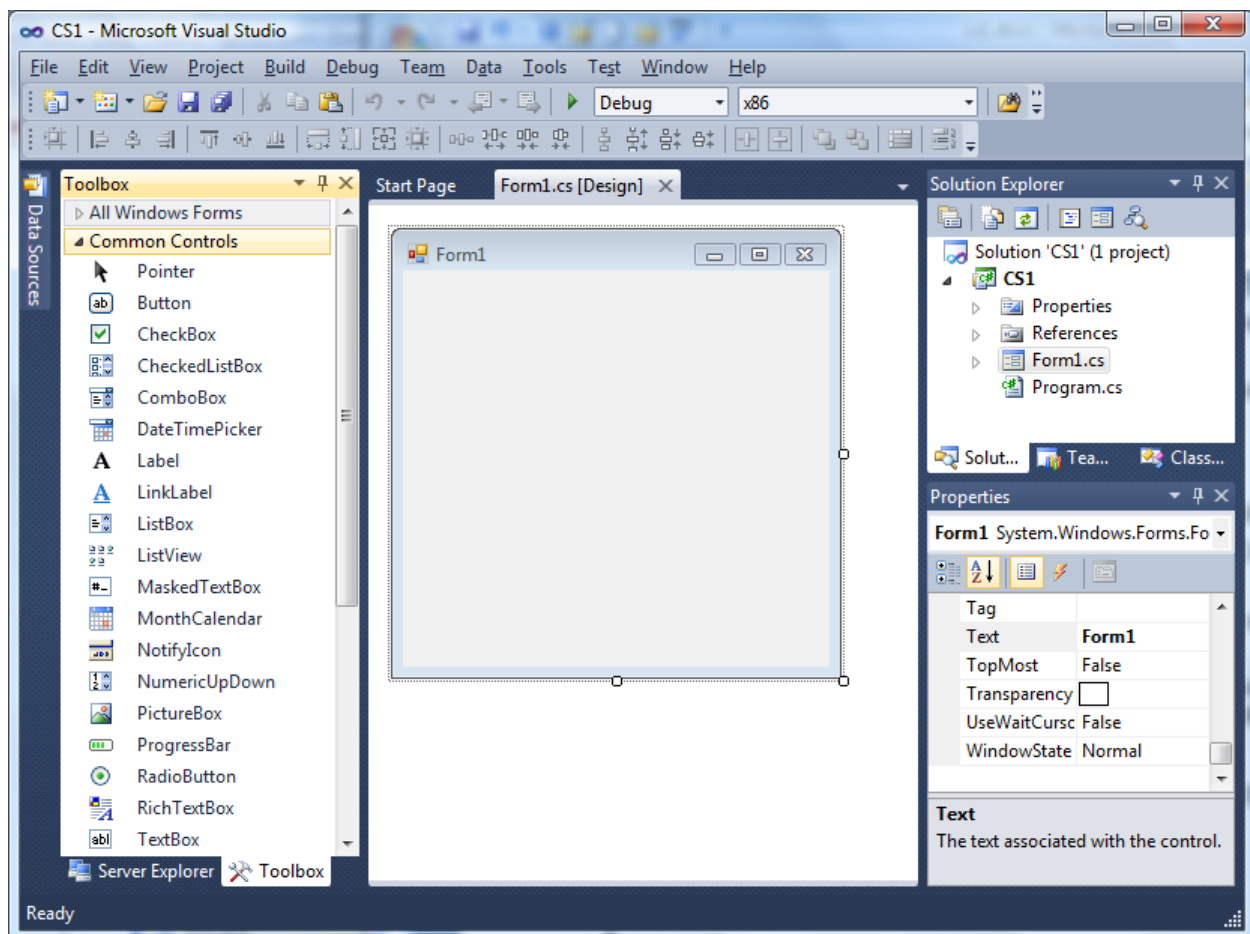 CS1 - Microsoft Visual Studio
File Edit View Project Build Debug Team Data Tools Test Window Help
Debug x86
Data Sources
Toolbox
All Windows Forms
Common Controls
Pointer
Button
CheckBox
CheckedListBox
ComboBox
DateTimePicker
Label
LinkLabel
ListBox
ListView
MaskedTextBox
MonthCalendar
NotifyIcon
NumericUpDown
PictureBox
ProgressBar
RadioButton
RichTextBox
TextBox
Server Explorer Toolbox
Start Page Form1.cs [Design]
Form1
Solution Explorer
Solution 'CS1' (1 project)
CS1
Properties
References
Form1.cs
Program.cs
Solut... Tea... Class...
Properties
Form1 System.Windows.Forms.Fo
Tag
Text Form1
TopMost False
Transparency
UseWaitCursc False
WindowState Normal
Text
The text associated with the control.
Ready